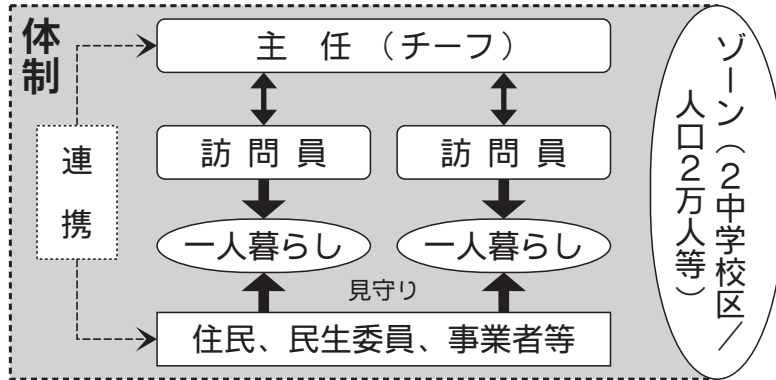 体制
主 任 （チーフ）
連携
訪 問 員
訪 問 員
一人暮らし
一人暮らし
見守り
住民、民生委員、事業者等
ゾーン（２中学校区／
人口２万人等）